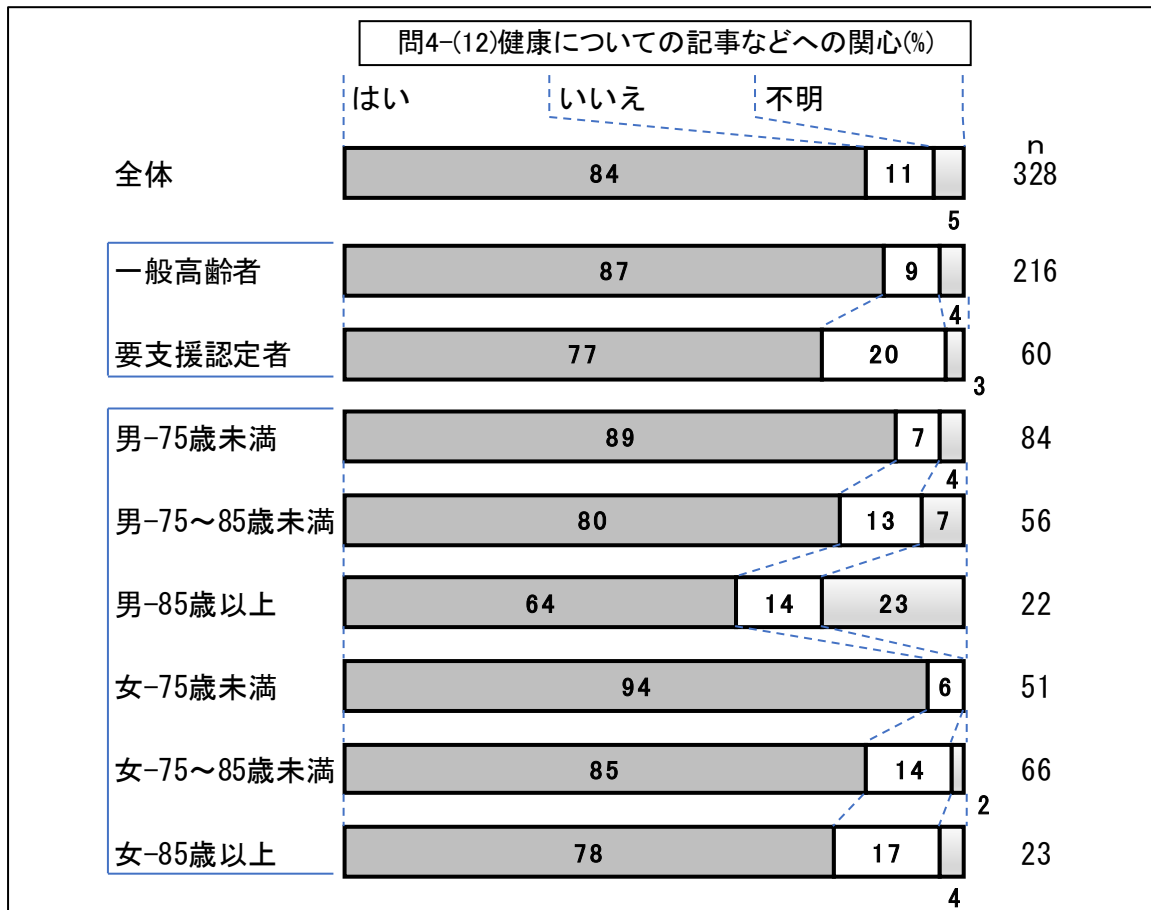 問4-(12)健康についての記事などへの関心(%)
はい いいえ 不明
n
全体 84 11 5 328
一般高齢者 87 9 4 216
要支援認定者 77 20 3 60
男-75歳未満 89 7 4 84
男-75～85歳未満 80 13 7 56
男-85歳以上 64 14 23 22
女-75歳未満 94 6 51
女-75～85歳未満 85 14 2 66
女-85歳以上 78 17 4 23